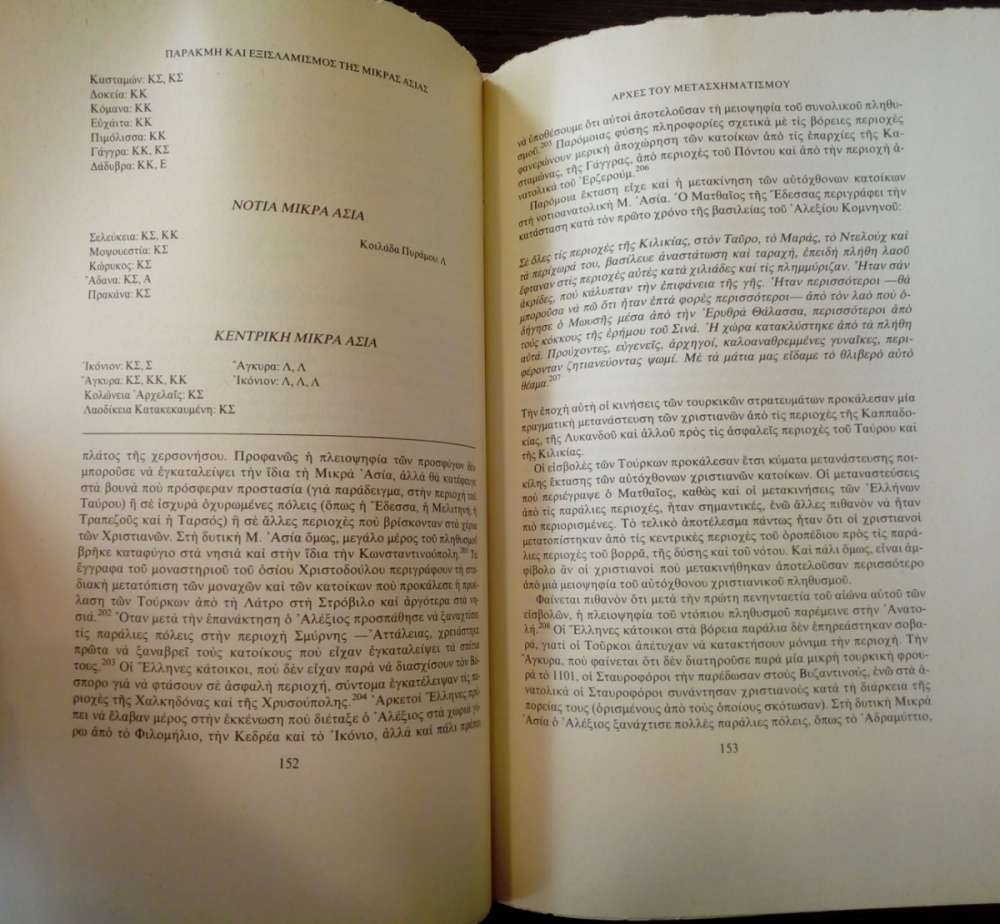 ΠΑΡΑΚΜΗ ΚΑΙ ΕΞΙΣΛΑΜΙΣΜΟΣ ΤΗΣ ΜΙΚΡΑΣ ΑΣΙΑΣ
Κασταμών: ΚΣ, ΚΣ
Δοκεία: ΚΚ
Κόμανα: ΚΚ
Εὐχάιτα: ΚΚ
Πιμόλισσα: ΚΚ
Γάγγρα: ΚΚ, ΚΣ
Δάδυβρα: ΚΚ, Ε
ΝΟΤΙΑ ΜΙΚΡΑ ΑΣΙΑ
Σελεύκεια: ΚΣ, ΚΚ
Μοψουεστία: ΚΣ
Κώρυκος: ΚΣ
Ἄδανα: ΚΣ, Α
Πρακάνα: ΚΣ
Κοιλάδα Πυράμου Λ
ΚΕΝΤΡΙΚΗ ΜΙΚΡΑ ΑΣΙΑ
Ἰκόνιον: ΚΣ, Σ
Ἄγκυρα: ΚΣ, ΚΚ, ΚΚ
Κολώνεια Ἀρχελαΐς: ΚΣ
Λαοδίκεια Κατακεκαυμένη: ΚΣ
Ἄγκυρα: Λ, Λ
Ἰκόνιον: Λ, Λ, Λ
πλάτος τῆς χερσονήσου. Προφανῶς ἡ πλειοψηφία τῶν προσφύγων δὲν
μποροῦσε νὰ ἐγκαταλείψει τὴν ἴδια τὴ Μικρὰ Ἀσία, ἀλλὰ θὰ κατέφυγε
στὰ βουνὰ ποὺ πρόσφεραν προστασία (γιὰ παράδειγμα, στὴν περιοχὴ τοῦ
Ταύρου) ἢ σὲ ἰσχυρὰ ὀχυρωμένες πόλεις (ὅπως ἡ Ἔδεσσα, ἡ Μελιτηνή, ἡ
Τραπεζοῦς καὶ ἡ Ταρσός) ἢ σὲ ἄλλες περιοχὲς ποὺ βρίσκονταν στὰ χέρια
τῶν Χριστιανῶν. Στὴ δυτικὴ Μ. Ἀσία ὅμως, μεγάλο μέρος τοῦ πληθυσμοῦ
βρῆκε καταφύγιο στὰ νησιὰ καὶ στὴν ἴδια τὴν Κωνσταντινούπολη.²⁰¹ Τὰ
ἔγγραφα τοῦ μοναστηριοῦ τοῦ ὁσίου Χριστοδούλου περιγράφουν τὴ στα-
διακὴ μετατόπιση τῶν μοναχῶν καὶ τῶν κατοίκων ποὺ προκάλεσε ἡ προέ-
λαση τῶν Τούρκων ἀπὸ τὴ Λάτρο στὴ Στρόβιλο καὶ ἀργότερα στὰ νη-
σιά.²⁰² Ὅταν μετὰ τὴν ἐπανάκτηση ὁ Ἀλέξιος προσπάθησε νὰ ξαναχτίσει
τὶς παράλιες πόλεις στὴν περιοχὴ Σμύρνης —Ἀττάλειας, χρειάστηκε
πρῶτα νὰ ξαναβρεῖ τοὺς κατοίκους ποὺ εἶχαν ἐγκαταλείψει τὰ σπίτια
τους.²⁰³ Οἱ Ἕλληνες κάτοικοι, ποὺ δὲν εἶχαν παρὰ νὰ διασχίσουν τὸν Βό-
σπορο γιὰ νὰ φτάσουν σὲ ἀσφαλῆ περιοχή, σύντομα ἐγκατέλειψαν τὶς πε-
ριοχὲς τῆς Χαλκηδόνας καὶ τῆς Χρυσούπολης.²⁰⁴ Ἀρκετοὶ Ἕλληνες πρέ-
πει νὰ ἔλαβαν μέρος στὴν ἐκκένωση ποὺ διέταξε ὁ Ἀλέξιος στὰ χωριὰ γύ-
ρω ἀπὸ τὸ Φιλομήλιο, τὴν Κεδρέα καὶ τὸ Ἰκόνιο, ἀλλὰ καὶ πάλι πρέπει
152
ΑΡΧΕΣ ΤΟΥ ΜΕΤΑΣΧΗΜΑΤΙΣΜΟΥ
νὰ ὑποθέσουμε ὅτι αὐτοὶ ἀποτελοῦσαν τὴ μειοψηφία τοῦ συνολικοῦ πληθυ-
σμοῦ.²⁰⁵ Παρόμοιας φύσης πληροφορίες σχετικὰ μὲ τὶς βόρειες περιοχὲς
φανερώνουν μερικὴ ἀποχώρηση τῶν κατοίκων ἀπὸ τὶς ἐπαρχίες τῆς Κα-
σταμώνας, τῆς Γάγγρας, ἀπὸ περιοχὲς τοῦ Πόντου καὶ ἀπὸ τὴν περιοχὴ ἀ-
νατολικὰ τοῦ Ἐρζερούμ.²⁰⁶
Παρόμοια ἔκταση εἶχε καὶ ἡ μετακίνηση τῶν αὐτόχθονων κατοίκων
στὴ νοτιοανατολικὴ Μ. Ἀσία. Ὁ Ματθαῖος τῆς Ἔδεσσας περιγράφει τὴν
κατάσταση κατὰ τὸν πρῶτο χρόνο τῆς βασιλείας τοῦ Ἀλεξίου Κομνηνοῦ:
Σὲ ὅλες τὶς περιοχὲς τῆς Κιλικίας, στὸν Ταῦρο, τὸ Μαράς, τὸ Ντελοὺχ καὶ
τὰ περίχωρά του, βασίλευε ἀναστάτωση καὶ ταραχή, ἐπειδὴ πλήθη λαοῦ
ἔφταναν στὶς περιοχὲς αὐτὲς κατὰ χιλιάδες καὶ τὶς πλημμύριζαν. Ἦταν σὰν
ἀκρίδες, ποὺ κάλυπταν τὴν ἐπιφάνεια τῆς γῆς. Ἦταν περισσότεροι —θὰ
μποροῦσα νὰ πῶ ὅτι ἦταν ἑπτὰ φορὲς περισσότεροι— ἀπὸ τὸν λαὸ ποὺ ὁ-
δήγησε ὁ Μωυσῆς μέσα ἀπὸ τὴν Ἐρυθρὰ Θάλασσα, περισσότεροι ἀπὸ
τοὺς κόκκους τῆς ἐρήμου τοῦ Σινᾶ. Ἡ χώρα κατακλύστηκε ἀπὸ τὰ πλήθη
αὐτά. Προύχοντες, εὐγενεῖς, ἀρχηγοί, καλοαναθρεμμένες γυναῖκες, περι-
φέρονταν ζητιανεύοντας ψωμί. Μὲ τὰ μάτια μας εἴδαμε τὸ θλιβερὸ αὐτὸ
θέαμα.²⁰⁷
Τὴν ἐποχὴ αὐτὴ οἱ κινήσεις τῶν τουρκικῶν στρατευμάτων προκάλεσαν μία
πραγματικὴ μετανάστευση τῶν χριστιανῶν ἀπὸ τὶς περιοχὲς τῆς Καππαδο-
κίας, τῆς Λυκανδοῦ καὶ ἀλλοῦ πρὸς τὶς ἀσφαλεῖς περιοχὲς τοῦ Ταύρου καὶ
τῆς Κιλικίας.
Οἱ εἰσβολὲς τῶν Τούρκων προκάλεσαν ἔτσι κύματα μετανάστευσης ποι-
κίλης ἔκτασης τῶν αὐτόχθονων χριστιανῶν κατοίκων. Οἱ μεταναστεύσεις
ποὺ περιέγραψε ὁ Ματθαῖος, καθὼς καὶ οἱ μετακινήσεις τῶν Ἑλλήνων
ἀπὸ τὶς παράλιες περιοχές, ἦταν σημαντικές, ἐνῶ ἄλλες πιθανὸν νὰ ἦταν
πιὸ περιορισμένες. Τὸ τελικὸ ἀποτέλεσμα πάντως ἦταν ὅτι οἱ χριστιανοὶ
μετατοπίστηκαν ἀπὸ τὶς κεντρικὲς περιοχὲς τοῦ ὀροπεδίου πρὸς τὶς παρά-
λιες περιοχὲς τοῦ βορρᾶ, τῆς δύσης καὶ τοῦ νότου. Καὶ πάλι ὅμως, εἶναι ἀμ-
φίβολο ἂν οἱ χριστιανοὶ ποὺ μετακινήθηκαν ἀποτελοῦσαν περισσότερο
ἀπὸ μιὰ μειοψηφία τοῦ αὐτόχθονου χριστιανικοῦ πληθυσμοῦ.
Φαίνεται πιθανὸν ὅτι μετὰ τὴν πρώτη πενηνταετία τοῦ αἰώνα αὐτοῦ τῶν
εἰσβολῶν, ἡ πλειοψηφία τοῦ ντόπιου πληθυσμοῦ παρέμεινε στὴν Ἀνατο-
λή.²⁰⁸ Οἱ Ἕλληνες κάτοικοι στὰ βόρεια παράλια δὲν ἐπηρεάστηκαν σοβα-
ρά, γιατὶ οἱ Τοῦρκοι ἀπέτυχαν νὰ κατακτήσουν μόνιμα τὴν περιοχή. Τὴν
Ἄγκυρα, ποὺ φαίνεται ὅτι δὲν διατηροῦσε παρὰ μία μικρὴ τουρκικὴ φρου-
ρὰ τὸ 1101, οἱ Σταυροφόροι τὴν παρέδωσαν στοὺς Βυζαντινούς, ἐνῶ στὰ ἀ-
νατολικὰ οἱ Σταυροφόροι συνάντησαν χριστιανοὺς κατὰ τὴ διάρκεια τῆς
πορείας τους (ὁρισμένους ἀπὸ τοὺς ὁποίους σκότωσαν). Στὴ δυτικὴ Μικρὰ
Ἀσία ὁ Ἀλέξιος ξανάχτισε πολλὲς παράλιες πόλεις, ὅπως τὸ Ἀδραμύττιο,
153